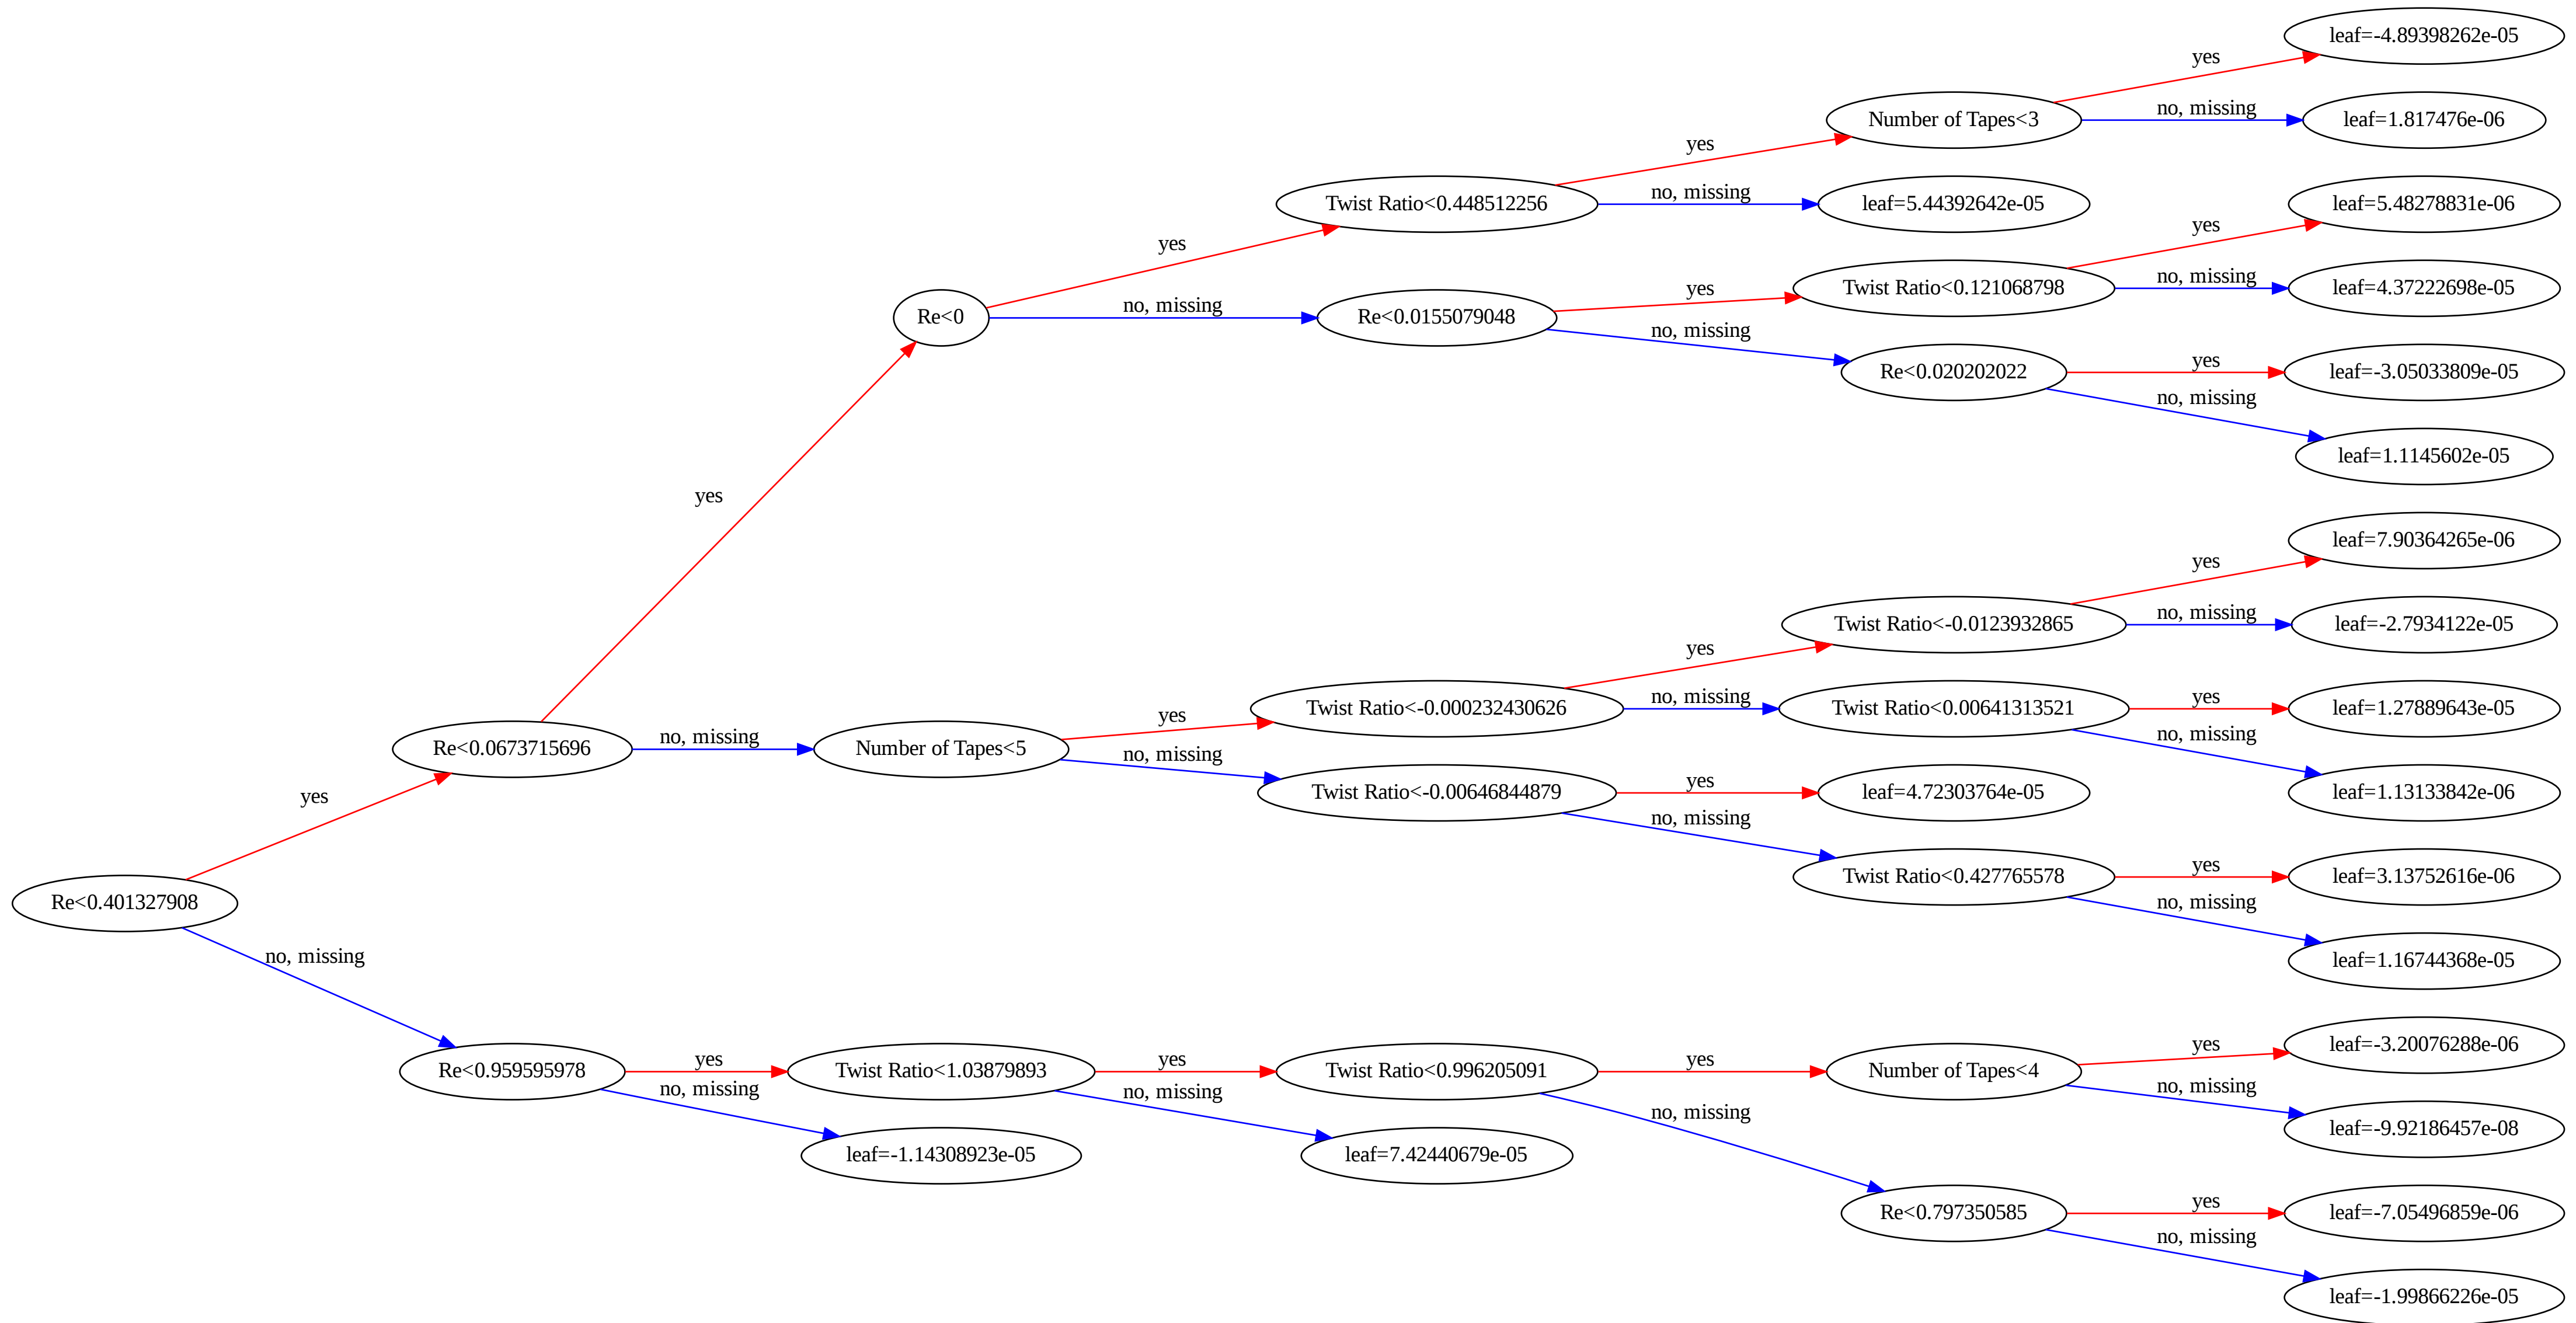 leaf=-4.89398262e-05
yes
Number of Tapes<3
no, missing
leaf=1.817476e-06
yes
Twist Ratio<0.448512256
no, missing
leaf=5.44392642e-05
leaf=5.48278831e-06
yes
yes
Twist Ratio<0.121068798
no, missing
leaf=4.37222698e-05
Re<0
no, missing
Re<0.0155079048
yes
no, missing
Re<0.020202022
yes
leaf=-3.05033809e-05
no, missing
leaf=1.1145602e-05
yes
leaf=7.90364265e-06
yes
Twist Ratio<-0.0123932865
no, missing
leaf=-2.7934122e-05
yes
Twist Ratio<-0.000232430626
no, missing
Twist Ratio<0.00641313521
yes
leaf=1.27889643e-05
yes
no, missing
leaf=1.13133842e-06
Re<0.0673715696
no, missing
Number of Tapes<5
no, missing
Twist Ratio<-0.00646844879
yes
leaf=4.72303764e-05
no, missing
Twist Ratio<0.427765578
yes
leaf=3.13752616e-06
no, missing
leaf=1.16744368e-05
yes
Re<0.401327908
no, missing
Re<0.959595978
yes
Twist Ratio<1.03879893
yes
Twist Ratio<0.996205091
yes
Number of Tapes<4
yes
leaf=-3.20076288e-06
no, missing
leaf=-9.92186457e-08
no, missing
leaf=-1.14308923e-05
no, missing
leaf=7.42440679e-05
no, missing
Re<0.797350585
yes
leaf=-7.05496859e-06
no, missing
leaf=-1.99866226e-05